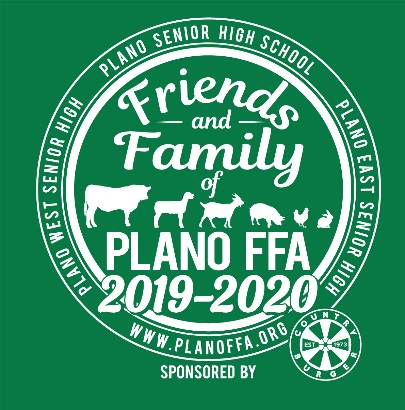 PLANO SENIOR HIGH SCHOOL
PLANO WEST SENIOR HIGH
PLANO EAST SENIOR HIGH
Friends
and
Family
of
PLANO FFA
2019-2020
WWW.PLANOFFA.ORG
SPONSORED BY
COUNTRY
EST 1973
BURGER